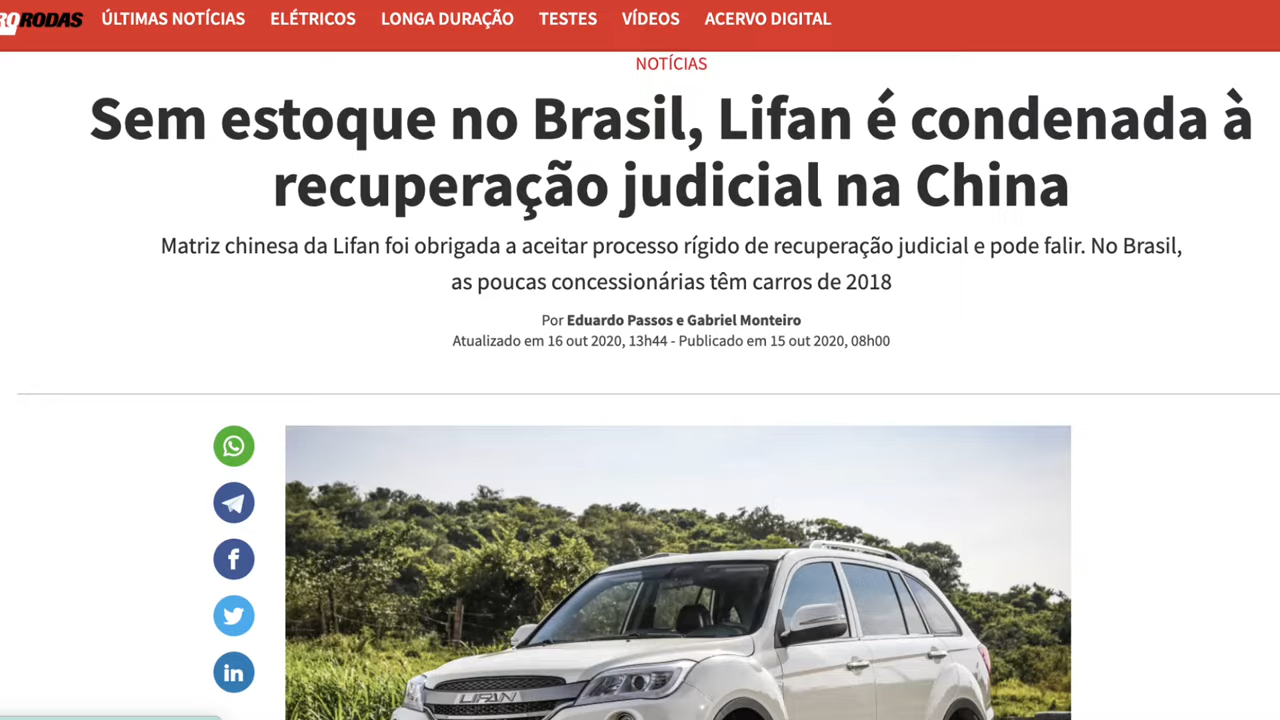 RODAS ÚLTIMAS NOTÍCIAS ELÉTRICOS LONGA DURAÇÃO TESTES VÍDEOS ACERVO DIGITAL
NOTÍCIAS
Sem estoque no Brasil, Lifan é condenada à
recuperação judicial na China
Matriz chinesa da Lifan foi obrigada a aceitar processo rígido de recuperação judicial e pode falir. No Brasil,
as poucas concessionárias têm carros de 2018
Por Eduardo Passos e Gabriel Monteiro
Atualizado em 16 out 2020, 13h44 - Publicado em 15 out 2020, 08h00
LIFAN